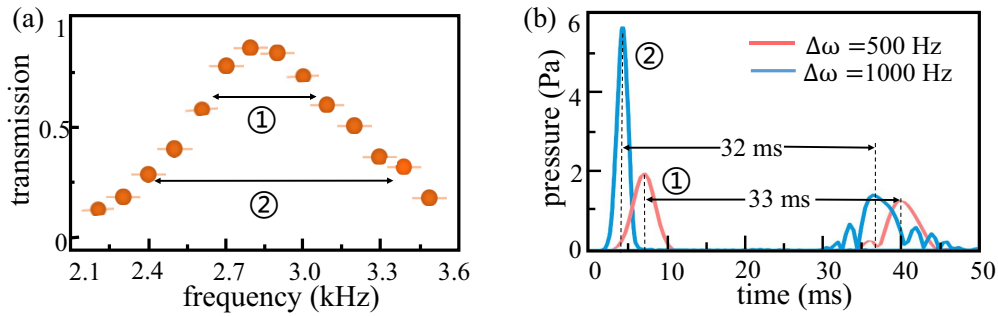 (a)
1
0.5
0
transmission
①
②
2.1 2.4 2.7 3.0 3.3 3.6
frequency (kHz)
(b)
6
4
2
0
pressure (Pa)
②
Δω =500 Hz
Δω =1000 Hz
32 ms
①
33 ms
0 10 20 30 40 50
time (ms)